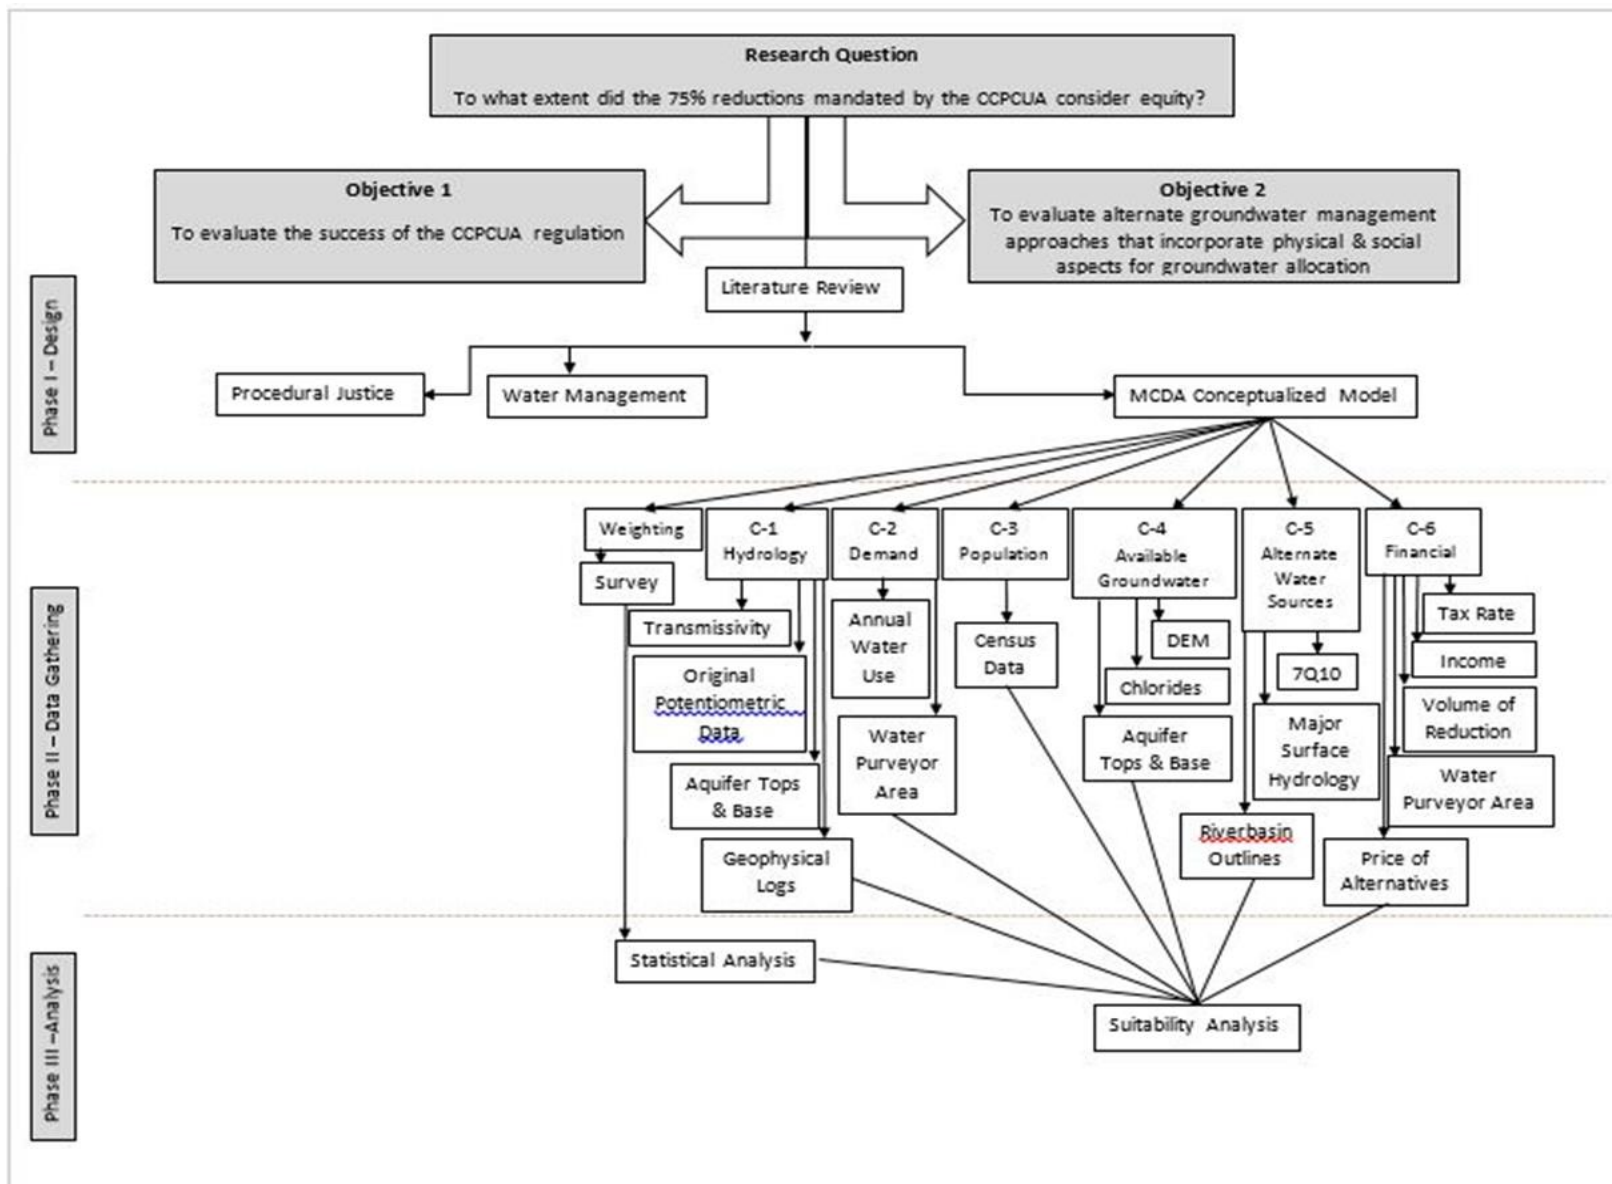 Research Question
To what extent did the 75% reductions mandated by the CCPCUA consider equity?
Objective 1
To evaluate the success of the CCPCUA regulation
Objective 2
To evaluate alternate groundwater management
approaches that incorporate physical & social
aspects for groundwater allocation
Phase I – Design
Literature Review
Procedural Justice
Water Management
MCDA Conceptualized Model
Phase II – Data Gathering
Weighting
Survey
C-1
Hydrology
Transmissivity
Original
Potentiometric
Data
Aquifer Tops
& Base
Geophysical
Logs
C-2
Demand
Annual
Water
Use
Water
Purveyor
Area
C-3
Population
Census
Data
C-4
Available
Groundwater
DEM
Chlorides
Aquifer
Tops & Base
C-5
Alternate
Water
Sources
7Q10
Major
Surface
Hydrology
Riverbasin
Outlines
C-6
Financial
Tax Rate
Income
Volume of
Reduction
Water
Purveyor Area
Price of
Alternatives
Phase III –Analysis
Statistical Analysis
Suitability Analysis